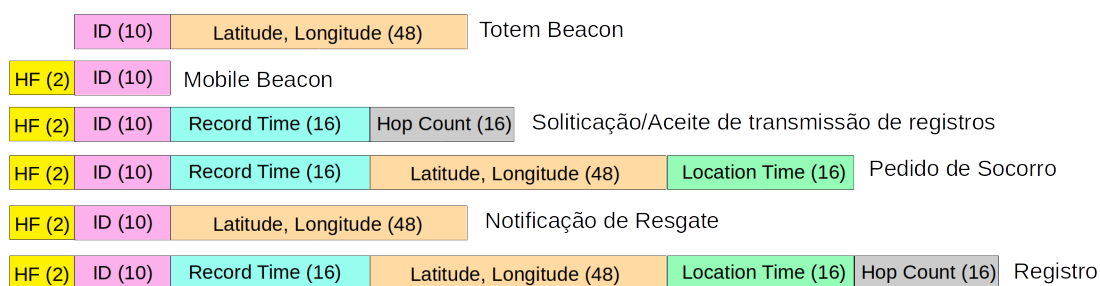 ID (10) Latitude, Longitude (48) Totem Beacon
HF (2) ID (10) Mobile Beacon
HF (2) ID (10) Record Time (16) Hop Count (16) Soliticação/Aceite de transmissão de registros
HF (2) ID (10) Record Time (16) Latitude, Longitude (48) Location Time (16) Pedido de Socorro
HF (2) ID (10) Latitude, Longitude (48) Notificação de Resgate
HF (2) ID (10) Record Time (16) Latitude, Longitude (48) Location Time (16) Hop Count (16) Registro